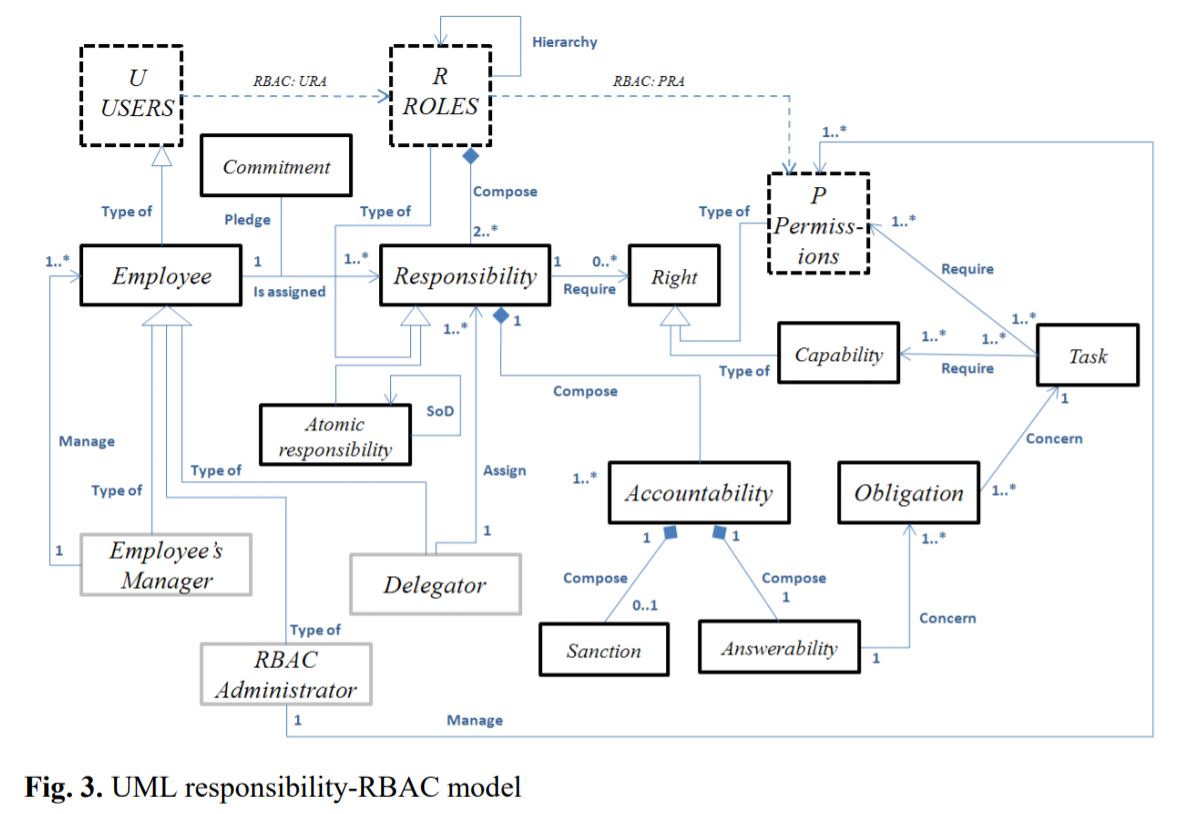 Hierarchy
U
USERS
RBAC: URA
R
ROLES
RBAC: PRA
1..*
Commitment
Compose
P
Permiss-
ions
Type of
Pledge
Type of
2..*
Type of
1..*
1..*
Employee
1
Is assigned
1..*
Responsibility
1
0..*
Require
Right
Require
1..*
1
1..*
1..*
1..*
Capability
Task
Type of
Require
Compose
1
SoD
Atomic
responsibility
Manage
Concern
Type of
Assign
Type of
1..*
Accountability
Obligation
1..*
1
1
1
1..*
1
Employee's
Manager
Delegator
Compose
Compose
1
0..1
Concern
Type of
Sanction
Answerability
1
RBAC
Administrator
1
Manage
Fig. 3. UML responsibility-RBAC model